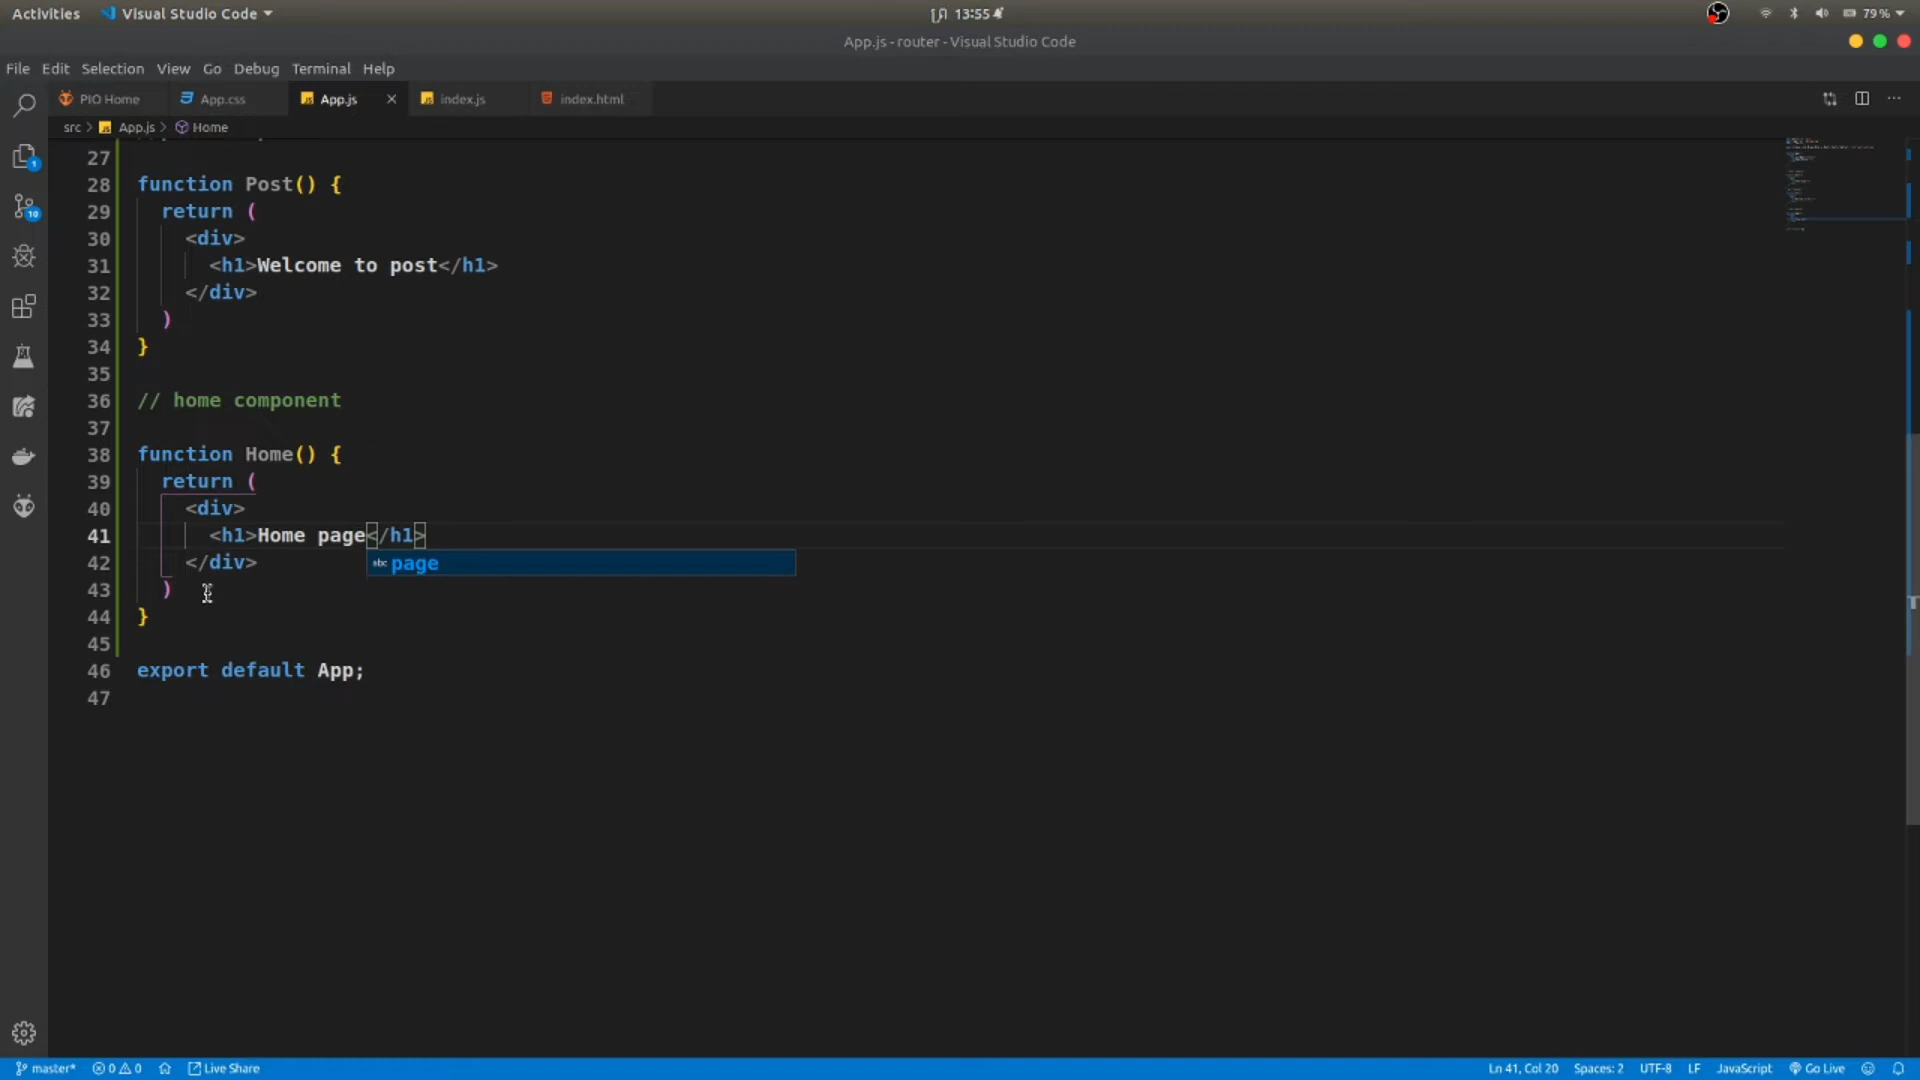 Activities Visual Studio Code 13:55 79%
App.js - router - Visual Studio Code
File Edit Selection View Go Debug Terminal Help
PIO Home App.css App.js index.js index.html
src > App.js > Home
27
28 function Post() {
29 return (
30 <div>
31 <h1>Welcome to post</h1>
32 </div>
33 )
34 }
35
36 // home component
37
38 function Home() {
39 return (
40 <div>
41 <h1>Home page</h1>
42 </div>
abc page
43 )
44 }
45
46 export default App;
47
1
10
master* 0 0 Live Share Ln 41, Col 20 Spaces: 2 UTF-8 LF JavaScript Go Live